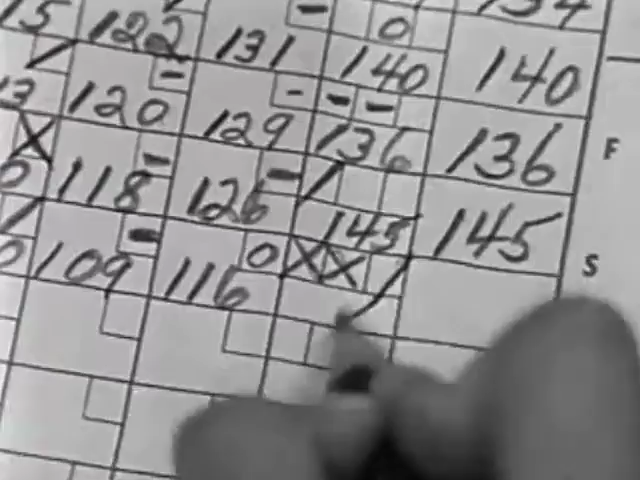 15 122 131 0 140 140
/ -
13 120 - 129 - - 136 136 F
X -
0 118 126 - / 145 145 S
/ -
0 109 116 0 X X /